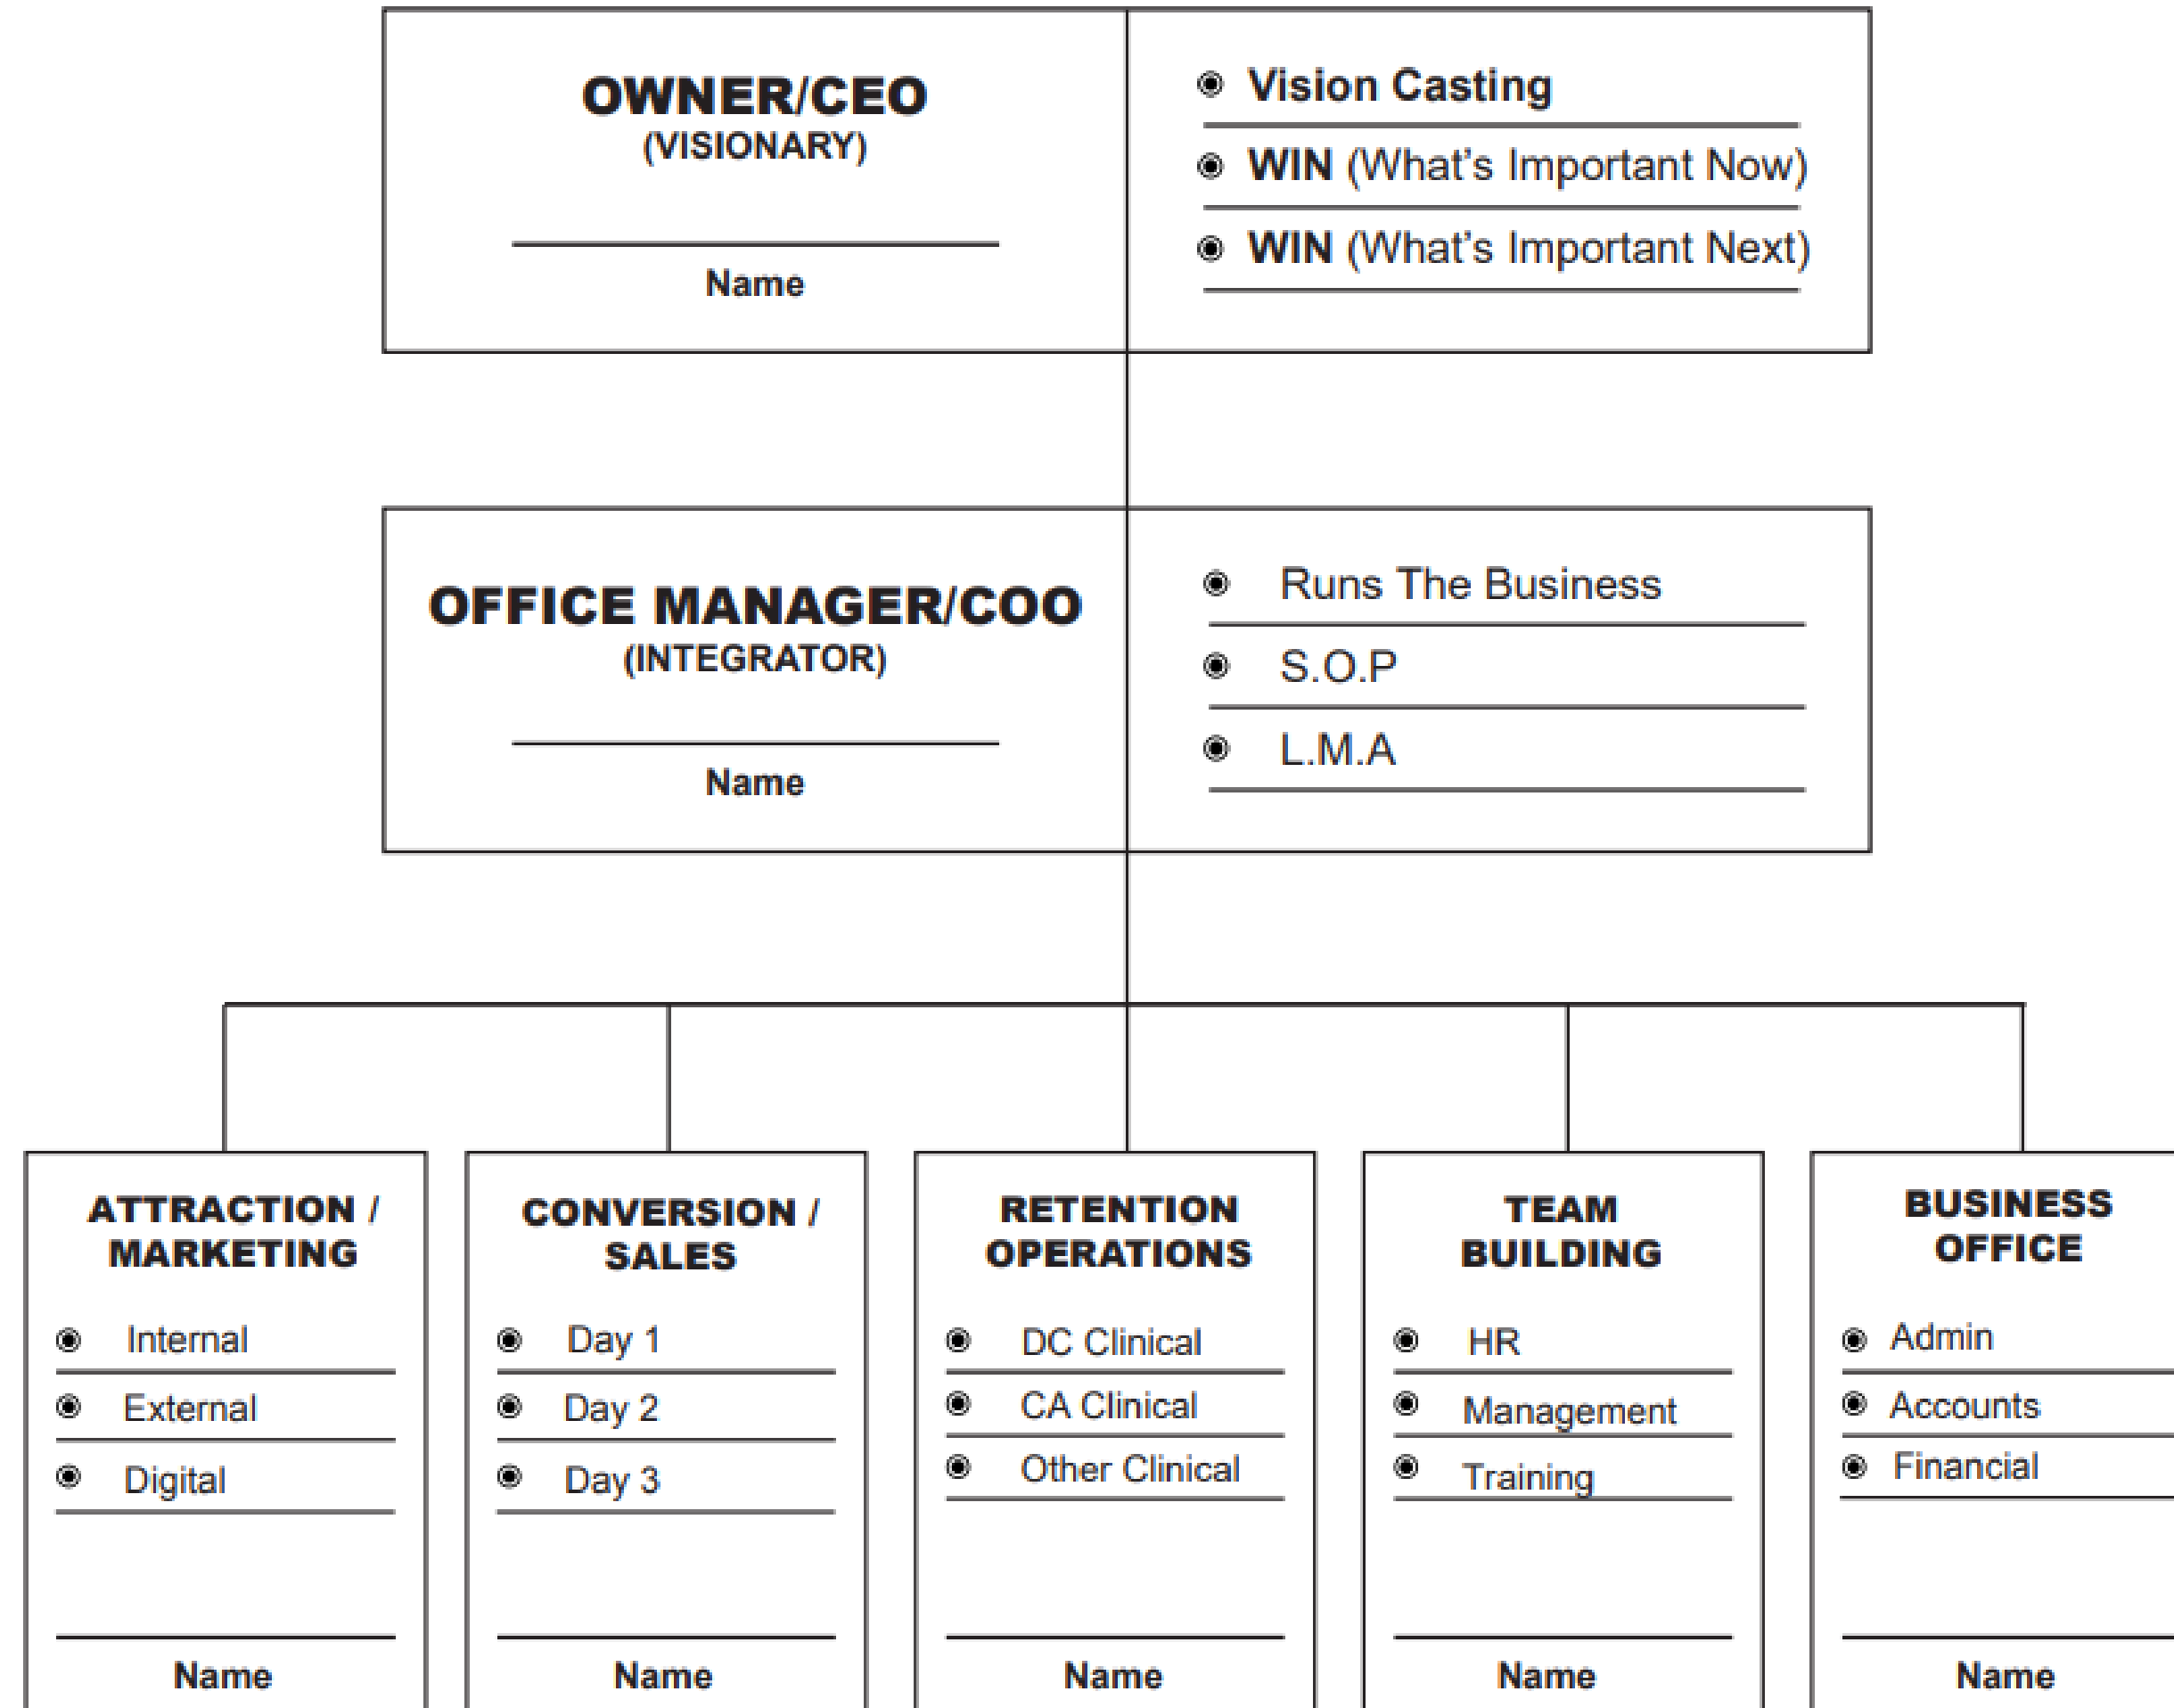 OWNER/CEO
(VISIONARY)
Name
Vision Casting
WIN (What's Important Now)
WIN (What's Important Next)
OFFICE MANAGER/COO
(INTEGRATOR)
Name
Runs The Business
S.O.P
L.M.A
ATTRACTION /
MARKETING
Internal
External
Digital
Name
CONVERSION /
SALES
Day 1
Day 2
Day 3
Name
RETENTION
OPERATIONS
DC Clinical
CA Clinical
Other Clinical
Name
TEAM
BUILDING
HR
Management
Training
Name
BUSINESS
OFFICE
Admin
Accounts
Financial
Name